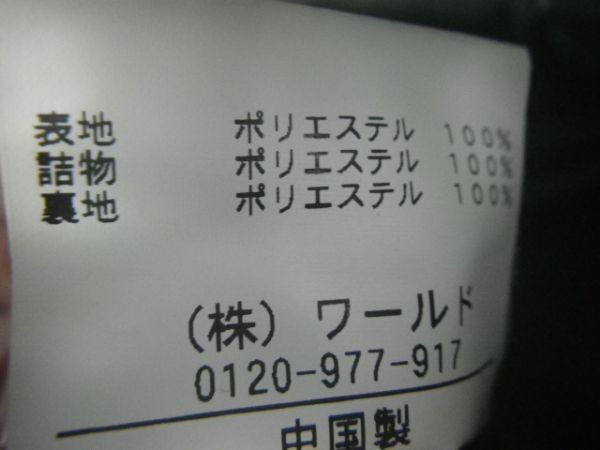 表地 ポリエステル 100%
詰物 ポリエステル 100%
裏地 ポリエステル 100%
(株) ワールド
0120-977-917
中国製